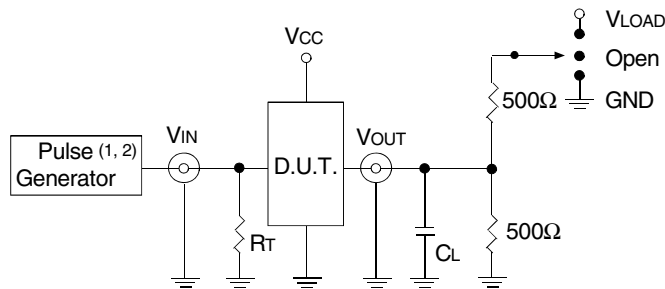 VLOAD
Open
GND
VCC
500Ω
VIN
VOUT
Pulse (1, 2)
Generator
D.U.T.
RT
CL
500Ω